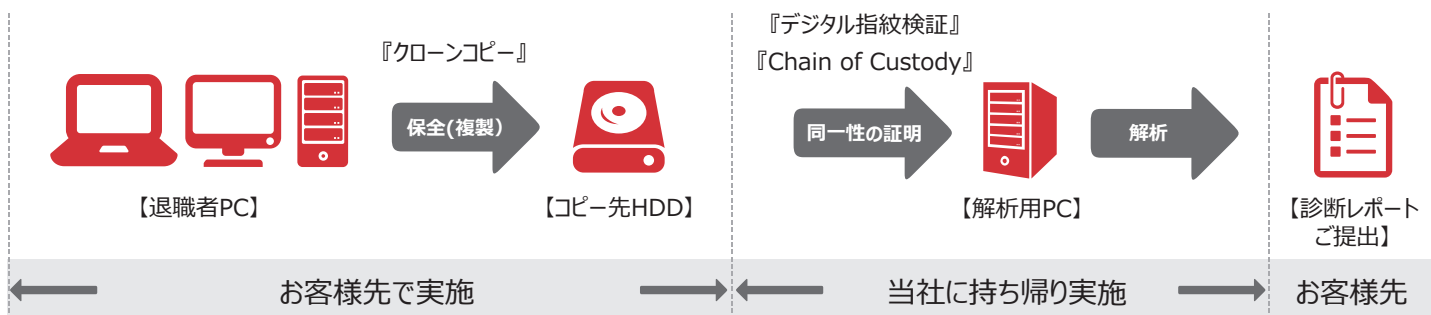 『クローンコピー』
保全(複製)
【退職者PC】
【コピー先HDD】
『デジタル指紋検証』
『Chain of Custody』
同一性の証明
解析
【解析用PC】
【診断レポート
ご提出】
お客様先で実施
当社に持ち帰り実施
お客様先